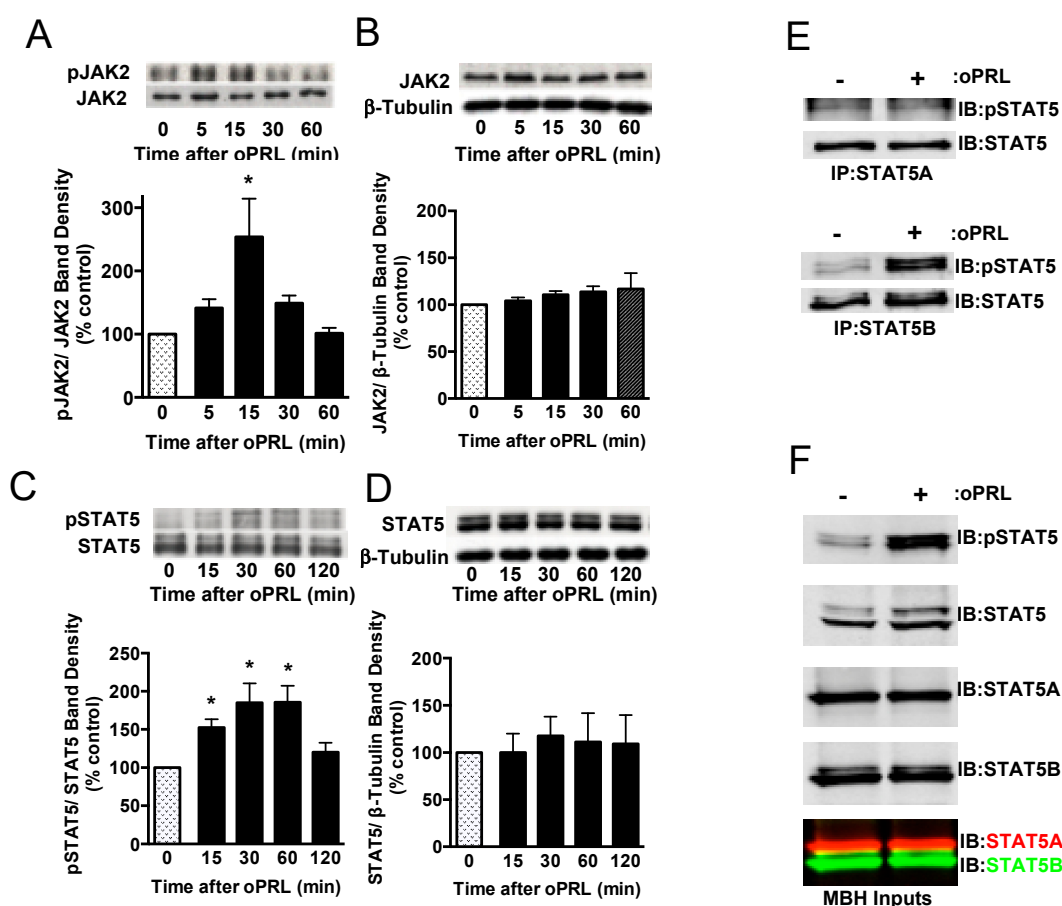 A
pJAK2
JAK2
0 5 15 30 60
Time after oPRL (min)
pJAK2/ JAK2 Band Density
(% control)
300
*
250
200
150
100
50
0
0 5 15 30 60
Time after oPRL (min)
B
JAK2
β-Tubulin
0 5 15 30 60
Time after oPRL (min)
JAK2/ β-Tubulin Band Density
(% control)
200
150
100
50
0
0 5 15 30 60
Time after oPRL (min)
C
pSTAT5
STAT5
0 15 30 60 120
Time after oPRL (min)
pSTAT5/ STAT5 Band Density
(% control)
250
* * *
200
150
100
50
0
0 15 30 60 120
Time after oPRL (min)
D
STAT5
β-Tubulin
0 15 30 60 120
Time after oPRL (min)
STAT5/ β-Tubulin Band Density
(% control)
200
150
100
50
0
0 15 30 60 120
Time after oPRL (min)
E
- + :oPRL
IB:pSTAT5
IB:STAT5
IP:STAT5A
- + :oPRL
IB:pSTAT5
IB:STAT5
IP:STAT5B
F
- + :oPRL
IB:pSTAT5
IB:STAT5
IB:STAT5A
IB:STAT5B
IB:STAT5A
IB:STAT5B
MBH Inputs